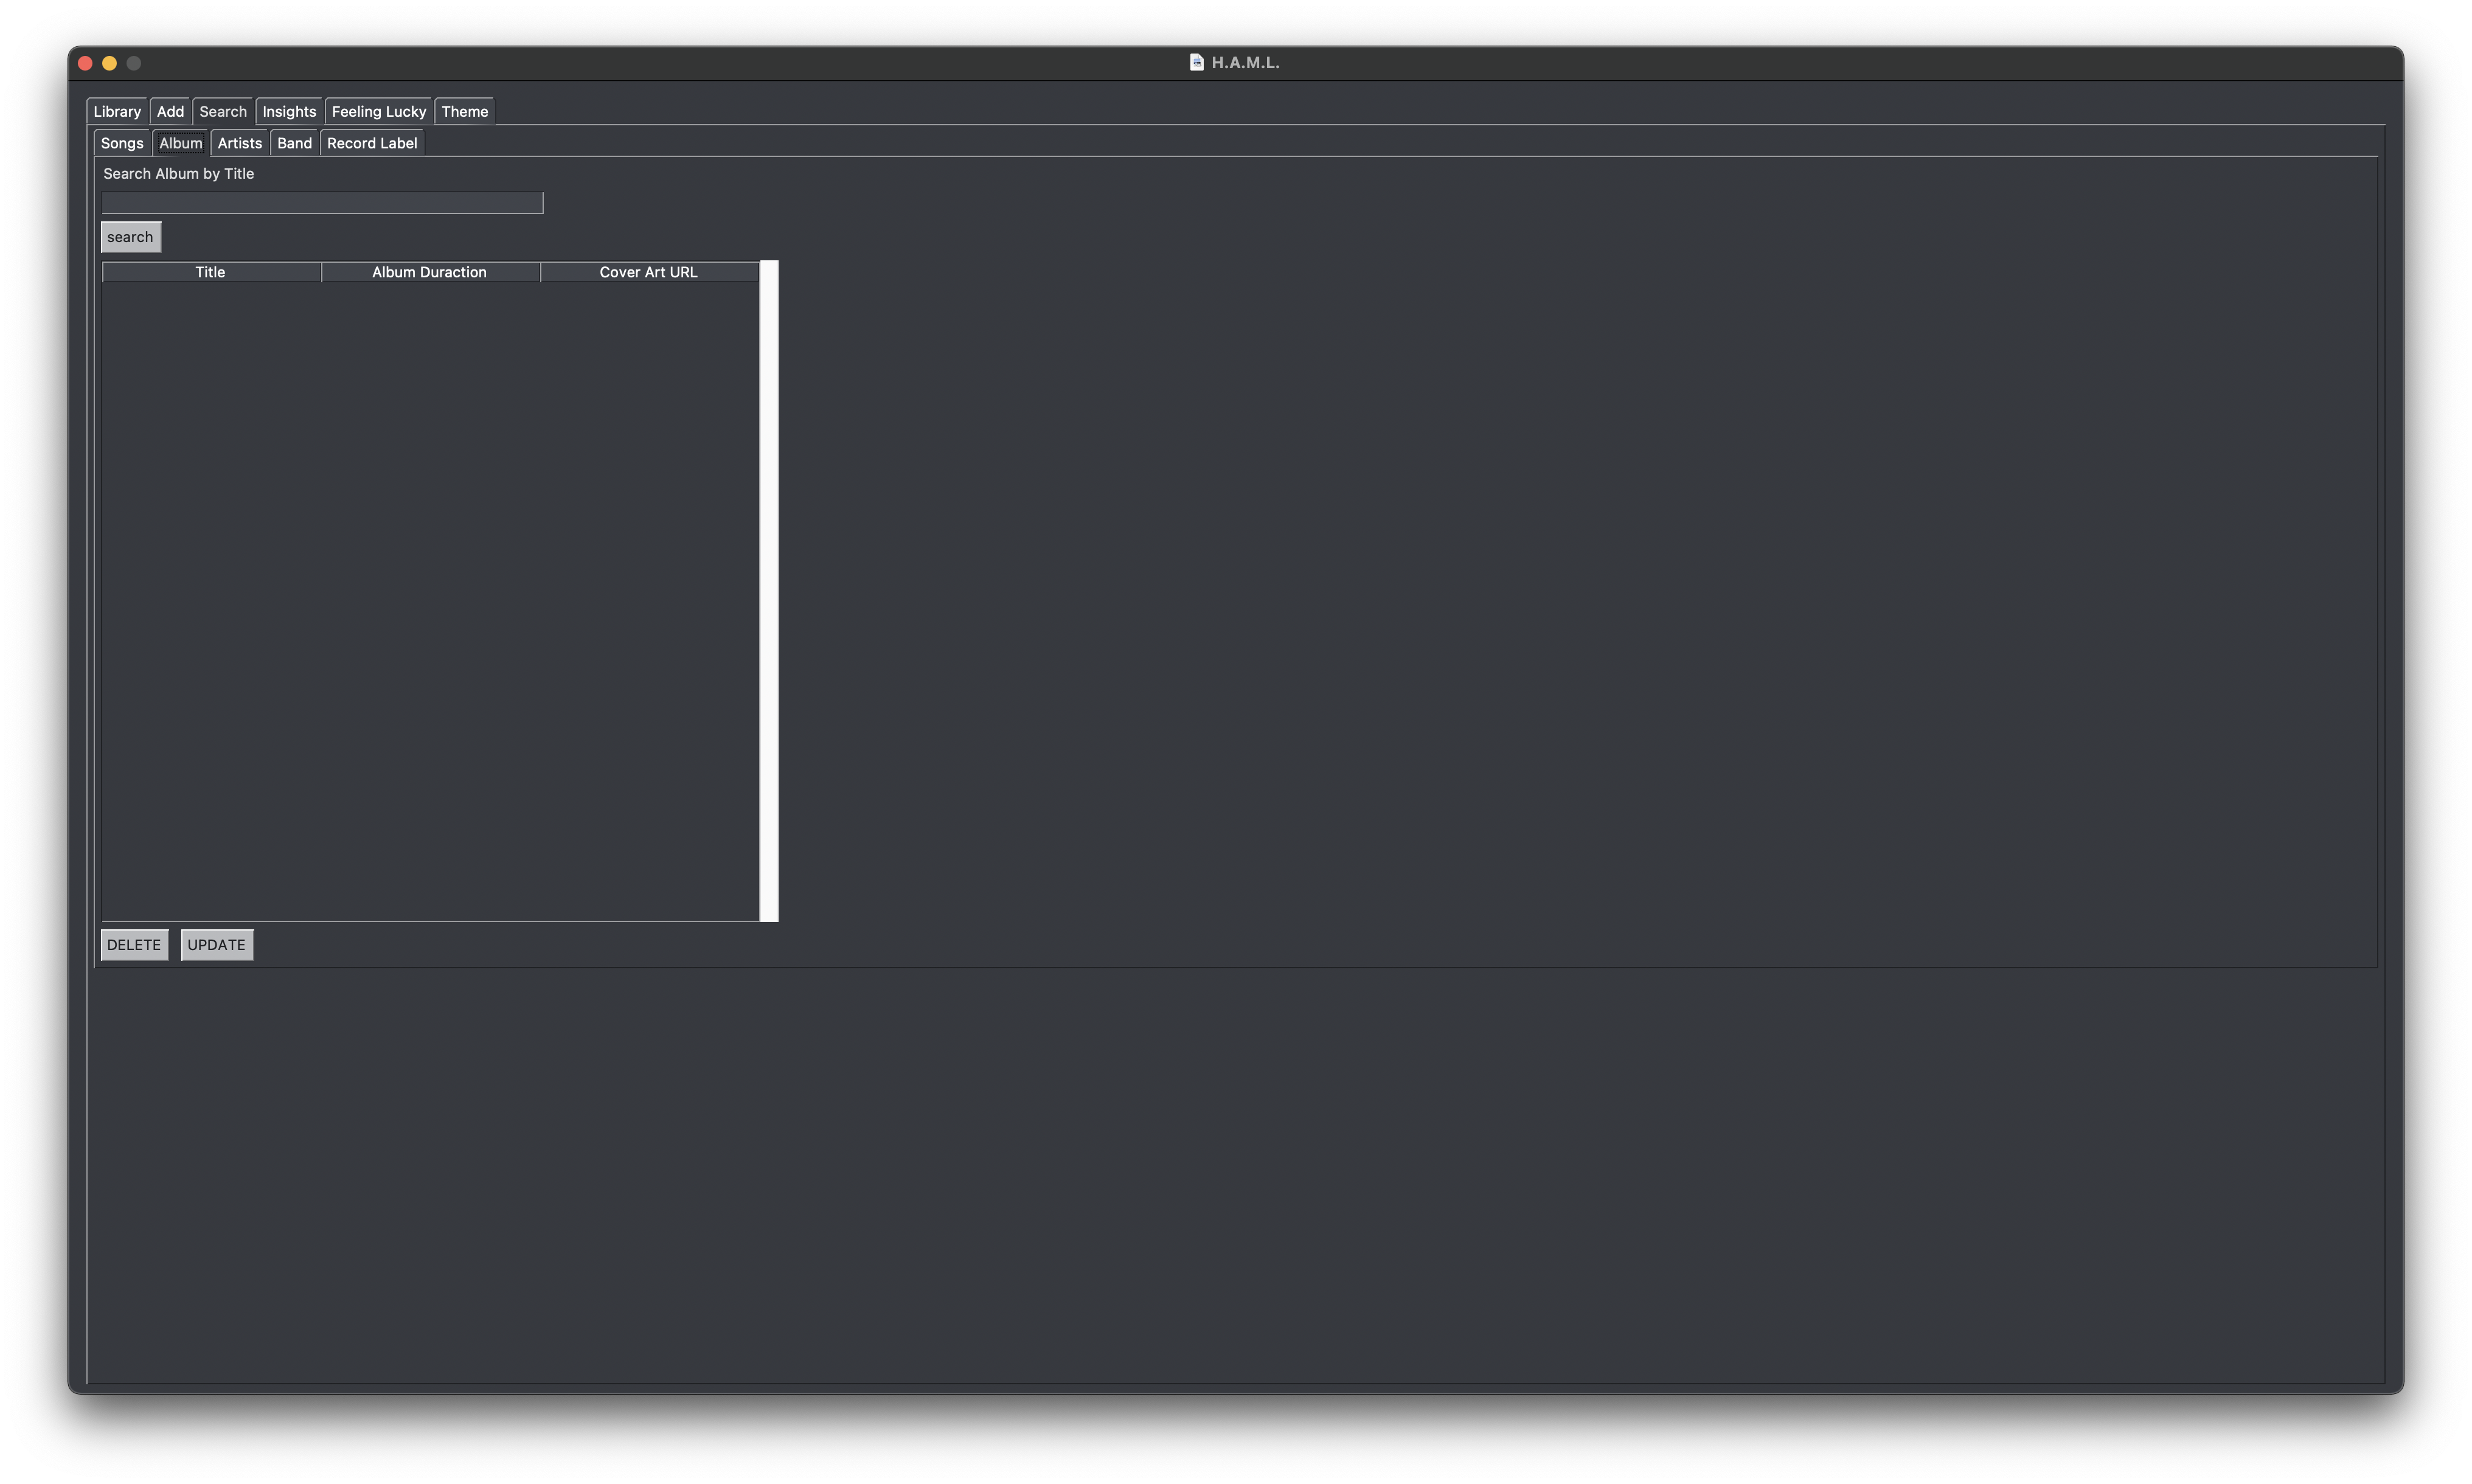 H.A.M.L.
Library Add Search Insights Feeling Lucky Theme
Songs Album Artists Band Record Label
Search Album by Title
search
Title Album Duraction Cover Art URL
DELETE UPDATE